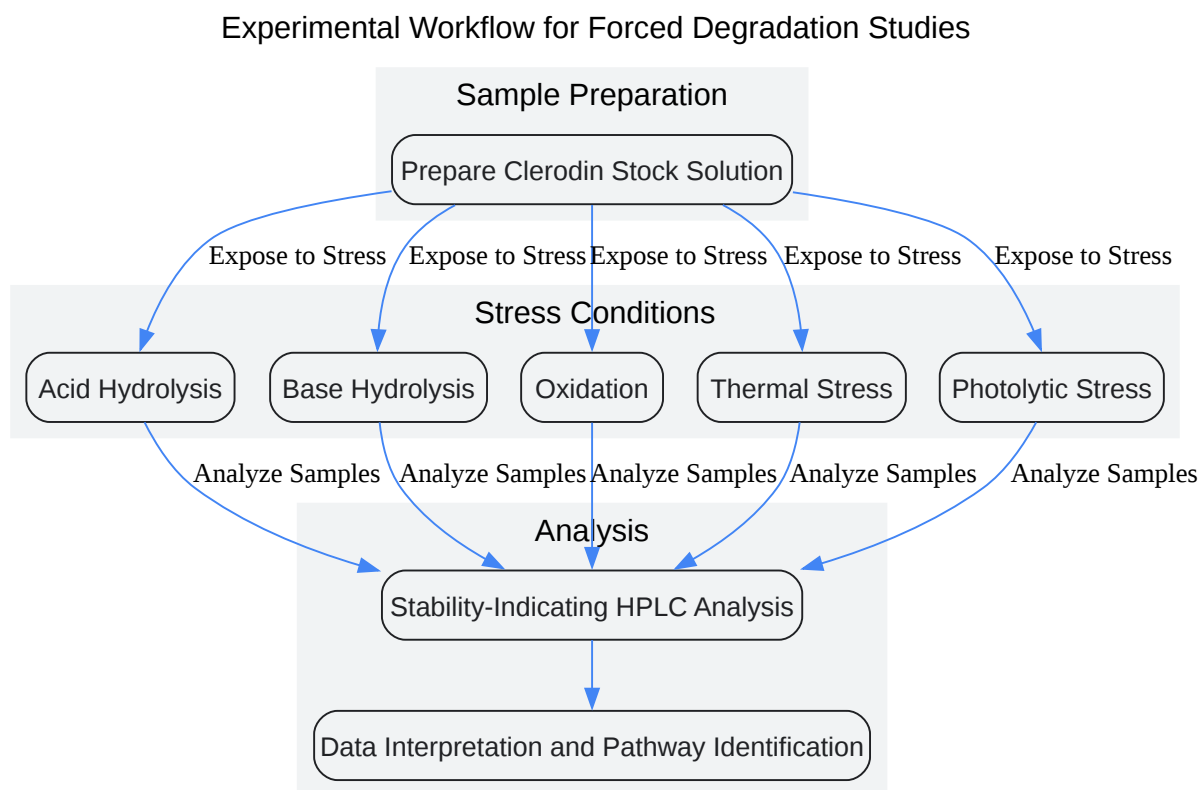 Experimental Workflow for Forced Degradation Studies
Sample Preparation
Prepare Clerodin Stock Solution
Expose to Stress
Expose to Stress
Expose to Stress
Expose to Stress
Expose to Stress
Stress Conditions
Acid Hydrolysis
Base Hydrolysis
Oxidation
Thermal Stress
Photolytic Stress
Analyze Samples
Analyze Samples
Analyze Samples
Analyze Samples
Analyze Samples
Analysis
Stability-Indicating HPLC Analysis
Data Interpretation and Pathway Identification